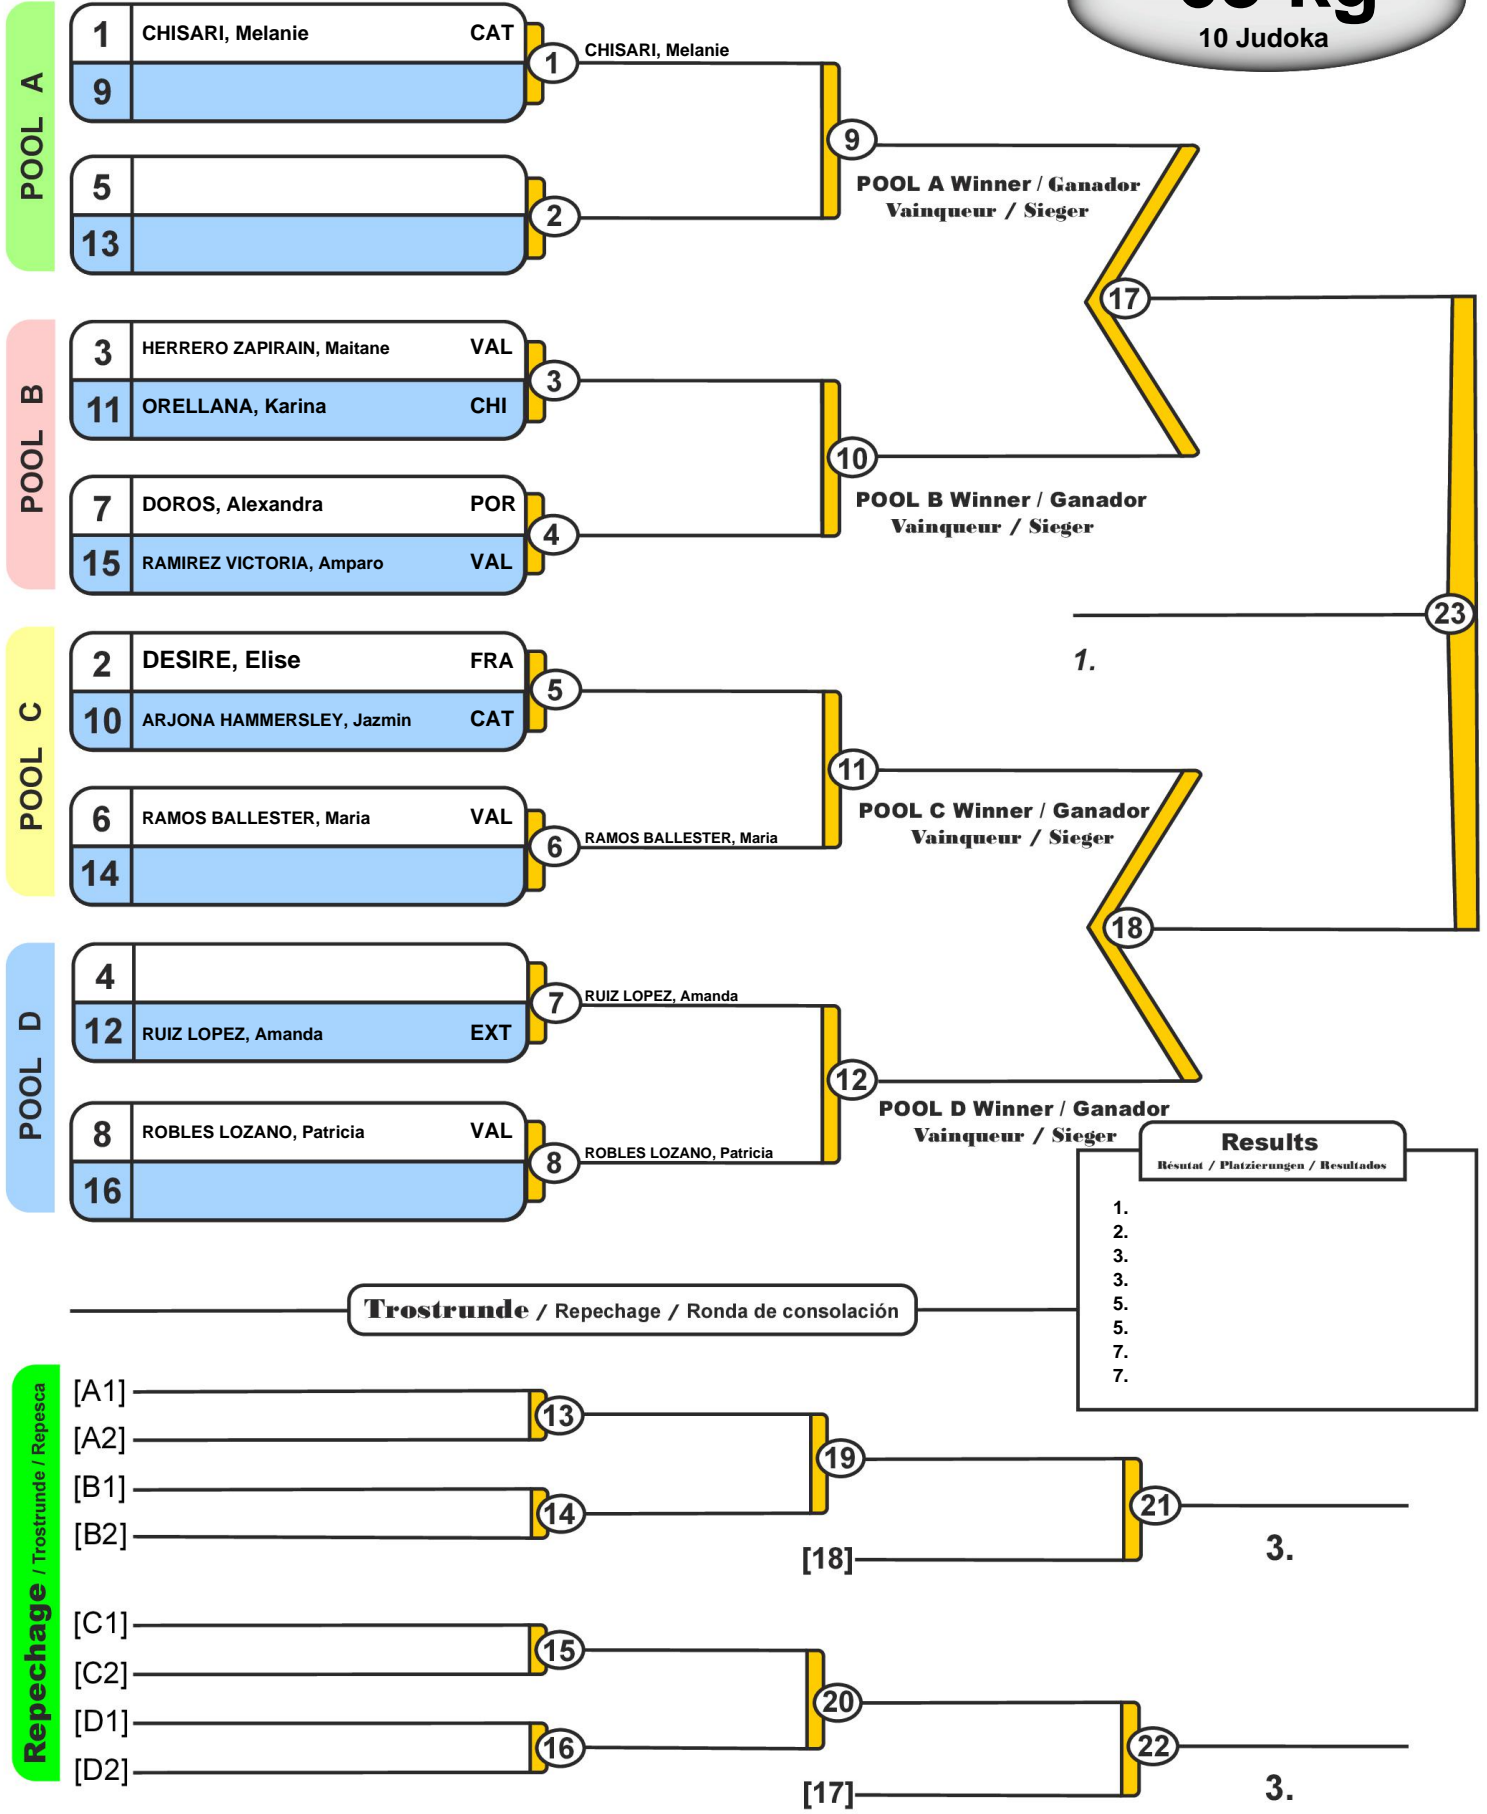 kg
10 Judoka
POOL A
1 CHISARI, Melanie CAT
9
1 CHISARI, Melanie
5
13
2
9
POOL A Winner / Ganador
Vainqueur / Sieger
17
POOL B
3 HERRERO ZAPIRAIN, Maitane VAL
11 ORELLANA, Karina CHI
3
7 DOROS, Alexandra POR
15 RAMIREZ VICTORIA, Amparo VAL
4
10
POOL B Winner / Ganador
Vainqueur / Sieger
23
1.
POOL C
2 DESIRE, Elise FRA
10 ARJONA HAMMERSLEY, Jazmin CAT
5
6 RAMOS BALLESTER, Maria VAL
14
6 RAMOS BALLESTER, Maria
11
POOL C Winner / Ganador
Vainqueur / Sieger
18
POOL D
4
12 RUIZ LOPEZ, Amanda EXT
7 RUIZ LOPEZ, Amanda
8 ROBLES LOZANO, Patricia VAL
16
8 ROBLES LOZANO, Patricia
12
POOL D Winner / Ganador
Vainqueur / Sieger
Results
Résutat / Platzierungen / Resultados
1.
2.
3.
3.
5.
5.
7.
7.
Trostrunde / Repechage / Ronda de consolación
Repechage / Trostrunde / Repesca
[A1]
[A2]
13
[B1]
[B2]
14
19
[18]
21
3.
[C1]
[C2]
15
[D1]
[D2]
16
20
[17]
22
3.